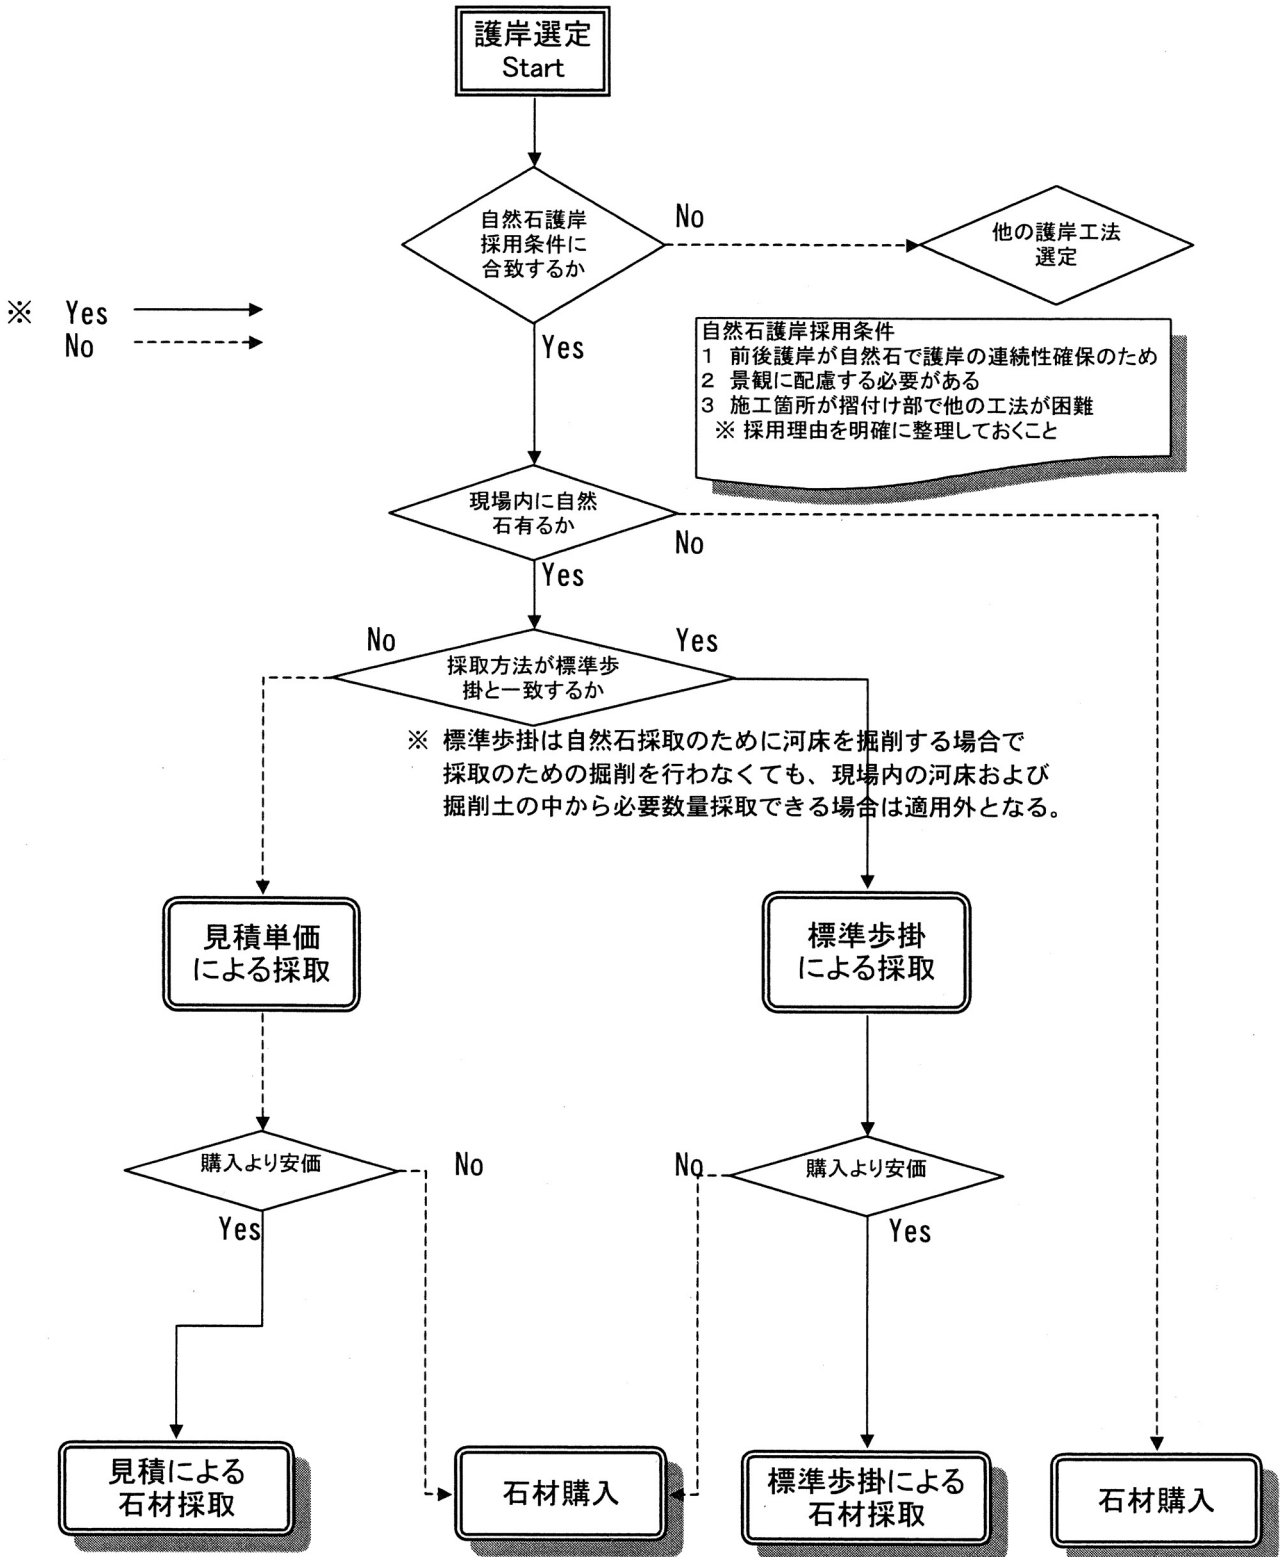 護岸選定
Start
自然石護岸
採用条件に
合致するか
No
他の護岸工法
選定
※ Yes
No
Yes
自然石護岸採用条件
1 前後護岸が自然石で護岸の連続性確保のため
2 景観に配慮する必要がある
3 施工箇所が摺付け部で他の工法が困難
※ 採用理由を明確に整理しておくこと
現場内に自然
石有るか
No
Yes
No
Yes
採取方法が標準歩
掛と一致するか
※ 標準歩掛は自然石採取のために河床を掘削する場合で
採取のための掘削を行わなくても、現場内の河床および
掘削土の中から必要数量採取できる場合は適用外となる。
見積単価
による採取
標準歩掛
による採取
購入より安価
No
Yes
No
購入より安価
Yes
見積による
石材採取
石材購入
標準歩掛による
石材採取
石材購入